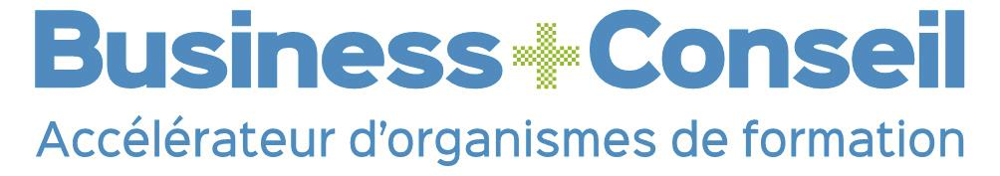 Business+Conseil
Accélérateur d'organismes de formation